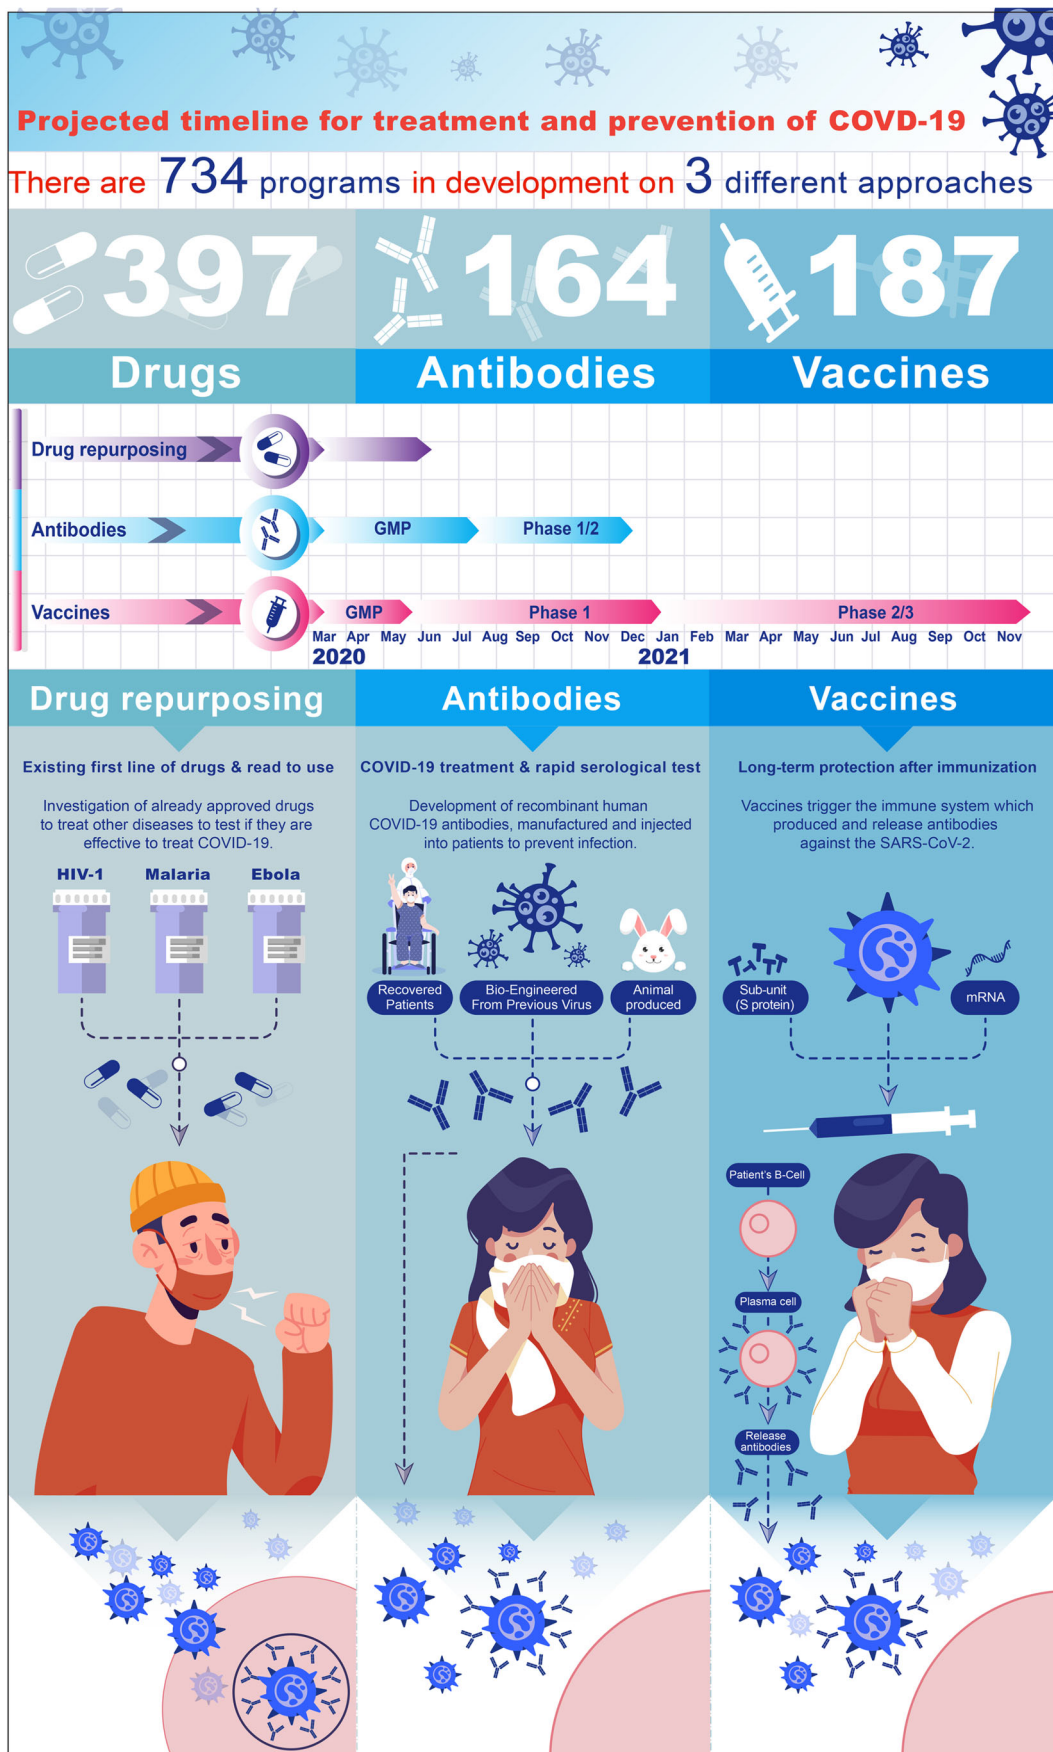 Projected timeline for treatment and prevention of COVD-19
There are 734 programs in development on 3 different approaches
397
164
187
Drugs
Antibodies
Vaccines
Drug repurposing
Antibodies
GMP
Phase 1/2
Vaccines
GMP
Phase 1
Phase 2/3
Mar Apr May Jun Jul Aug Sep Oct Nov Dec Jan Feb Mar Apr May Jun Jul Aug Sep Oct Nov
2020
2021
Drug repurposing
Existing first line of drugs & read to use
Investigation of already approved drugs
to treat other diseases to test if they are
effective to treat COVID-19.
HIV-1
Malaria
Ebola
Antibodies
COVID-19 treatment & rapid serological test
Development of recombinant human
COVID-19 antibodies, manufactured and injected
into patients to prevent infection.
Recovered
Patients
Bio-Engineered
From Previous Virus
Animal
produced
Vaccines
Long-term protection after immunization
Vaccines trigger the immune system which
produced and release antibodies
against the SARS-CoV-2.
Sub-unit
(S protein)
mRNA
Patient's B-Cell
Plasma cell
Release
antibodies